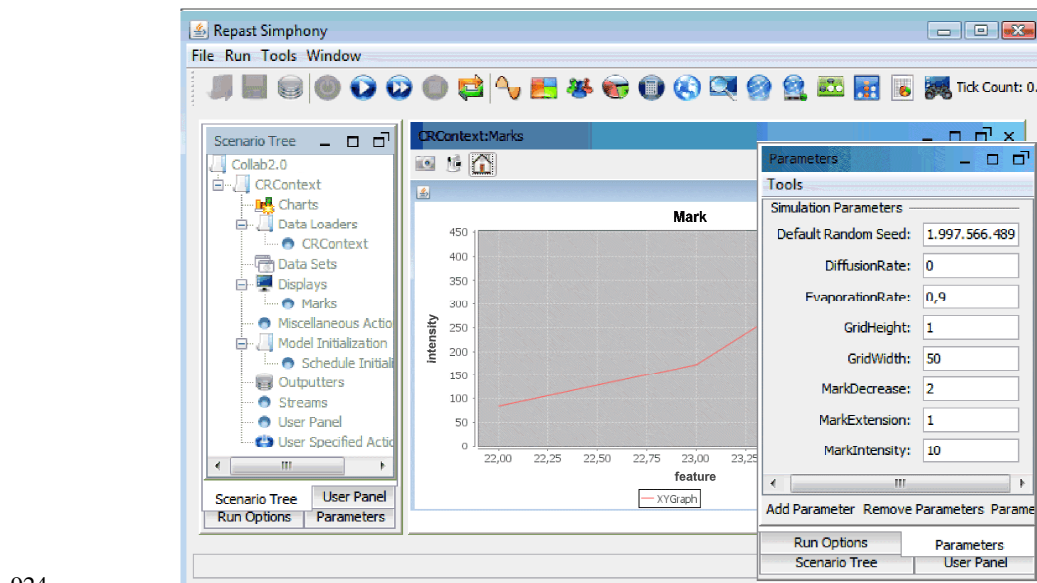 Repast Simphony
File Run Tools Window
Tick Count: 0.
Scenario Tree
Collab2.0
CRContext
Charts
Data Loaders
CRContext
Data Sets
Displays
Marks
Miscellaneous Actio
Model Initialization
Schedule Initiali
Outputters
Streams
User Panel
User Specified Actio
Scenario Tree User Panel
Run Options Parameters
CRContext:Marks
Mark
450
400
350
300
250
200
150
100
50
0
intensity
22,00 22,25 22,50 22,75 23,00 23,25
feature
XYGraph
Parameters
Tools
Simulation Parameters
Default Random Seed: 1.997.566.489
DiffusionRate: 0
EvaporationRate: 0,9
GridHeight: 1
GridWidth: 50
MarkDecrease: 2
MarkExtension: 1
MarkIntensity: 10
Add Parameter Remove Parameters Parame
Run Options Parameters
Scenario Tree User Panel